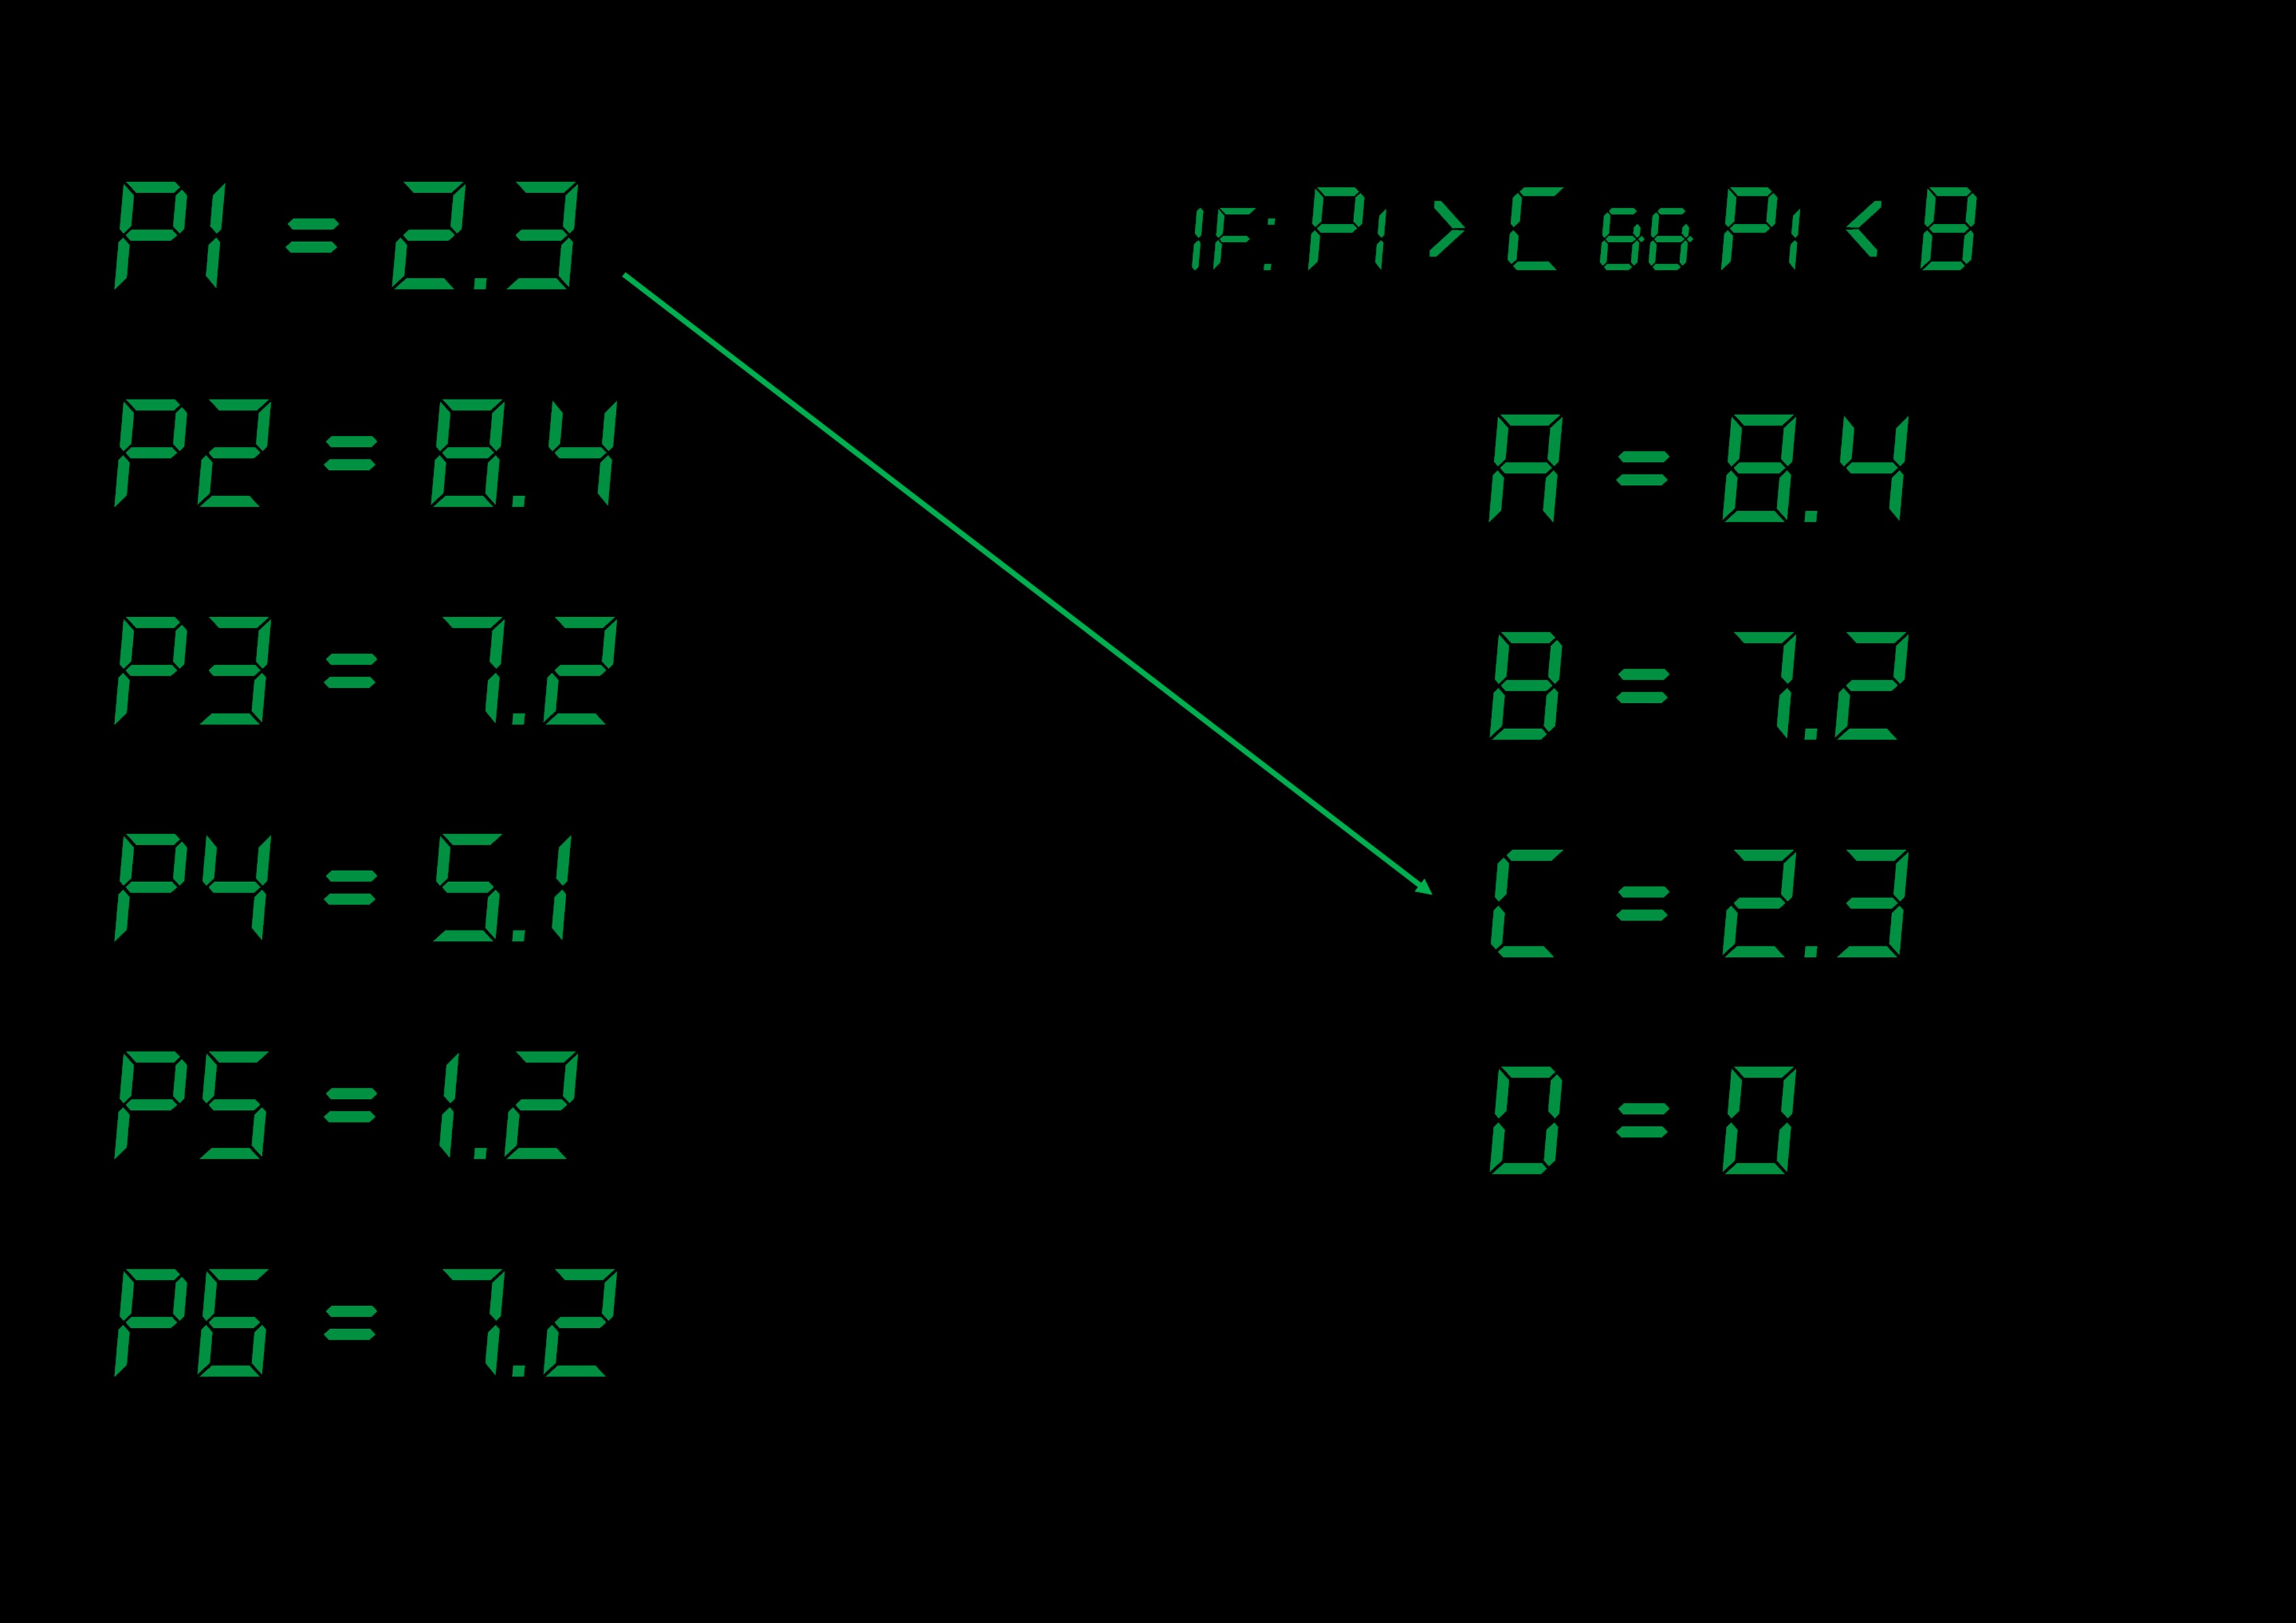 P1 = 2.3
P2 = 8.4
P3 = 7.2
P4 = 5.1
P5 = 1.2
P6 = 7.2
IF: P1 > C && P1 < B
A = 8.4
B = 7.2
C = 2.3
D = 0